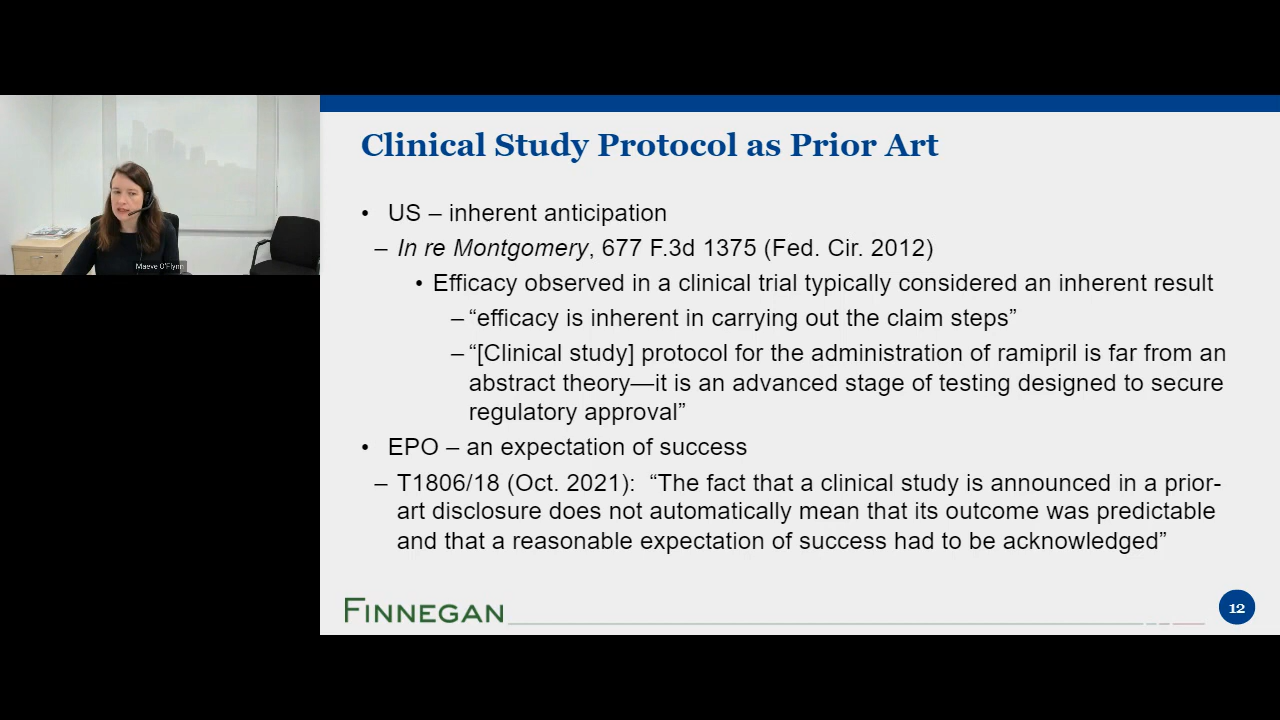 Clinical Study Protocol as Prior Art
• US – inherent anticipation
– In re Montgomery, 677 F.3d 1375 (Fed. Cir. 2012)
• Efficacy observed in a clinical trial typically considered an inherent result
– “efficacy is inherent in carrying out the claim steps”
– “[Clinical study] protocol for the administration of ramipril is far from an
abstract theory—it is an advanced stage of testing designed to secure
regulatory approval”
• EPO – an expectation of success
– T1806/18 (Oct. 2021): “The fact that a clinical study is announced in a prior-
art disclosure does not automatically mean that its outcome was predictable
and that a reasonable expectation of success had to be acknowledged”
Maeve O'Flynn
FINNEGAN
12